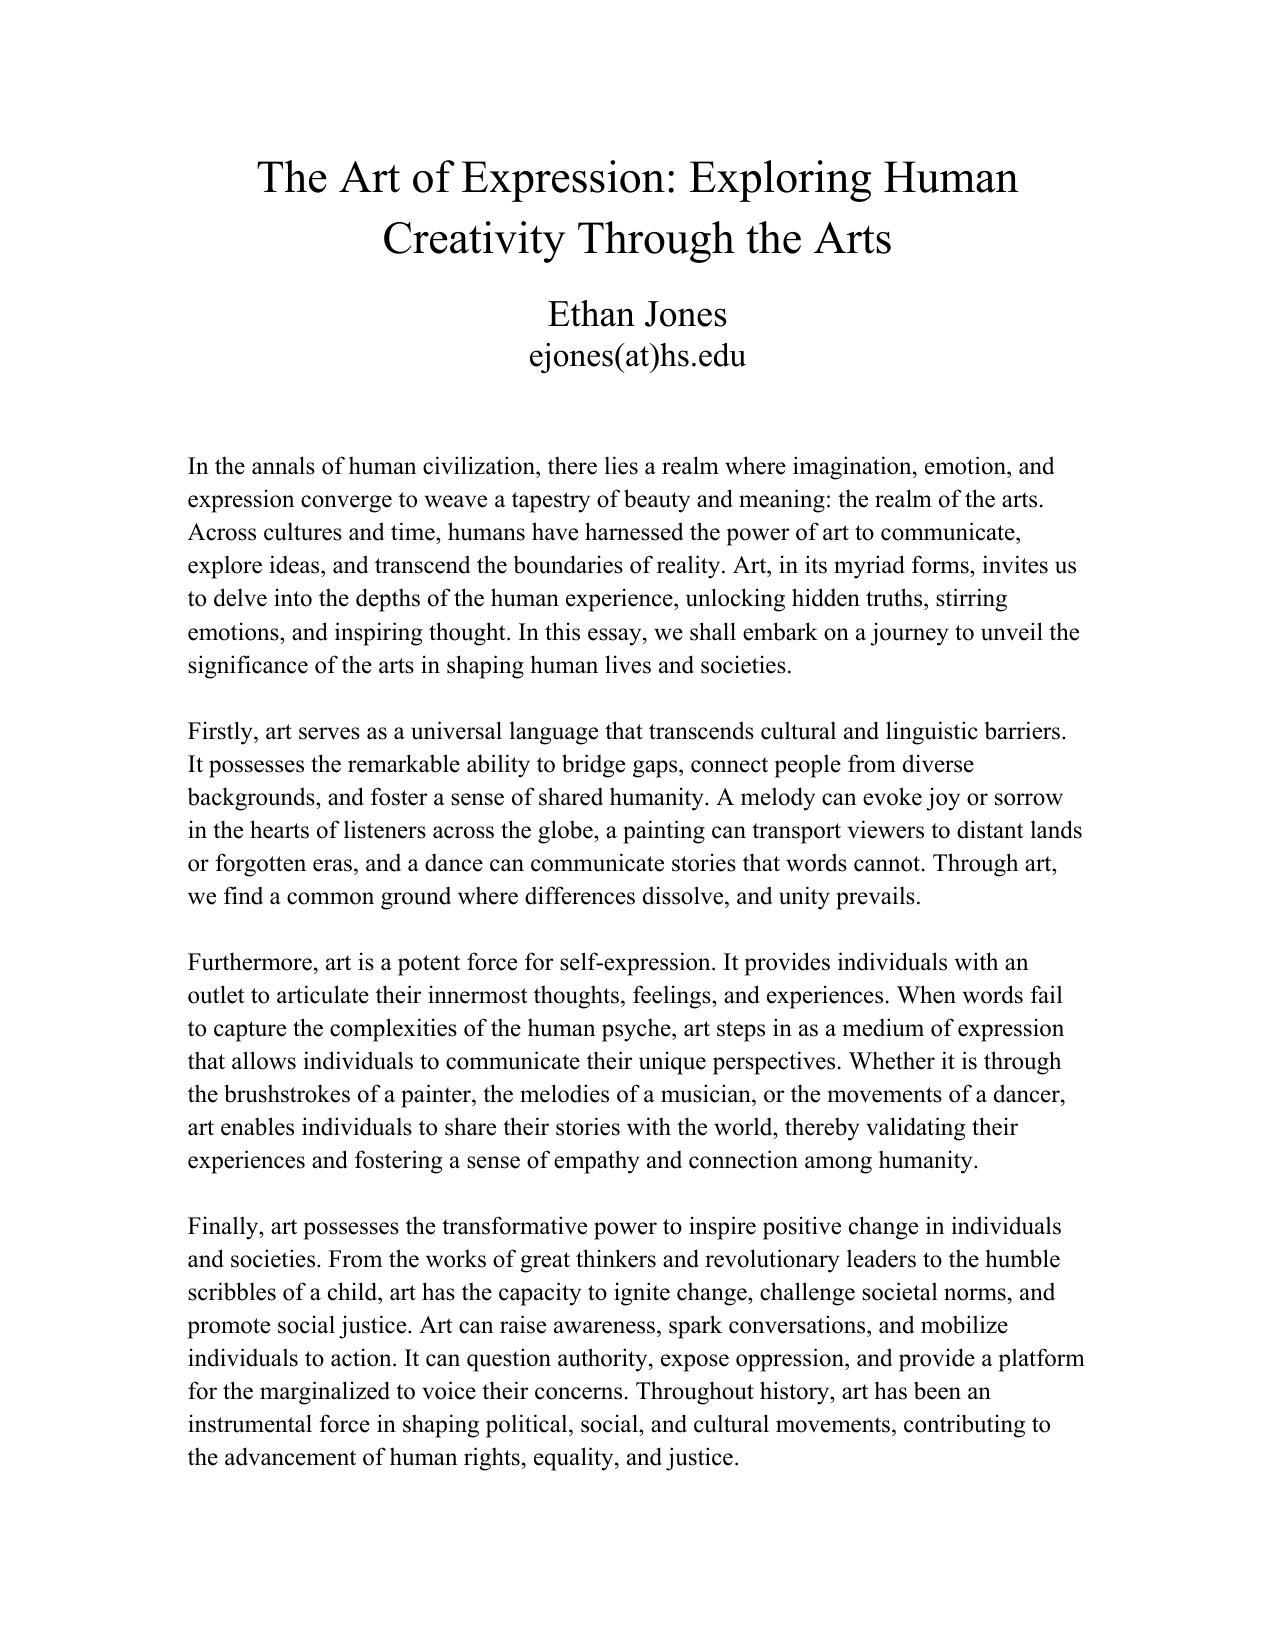 The Art of Expression: Exploring Human
Creativity Through the Arts
Ethan Jones
ejones(at)hs.edu
In the annals of human civilization, there lies a realm where imagination, emotion, and
expression converge to weave a tapestry of beauty and meaning: the realm of the arts.
Across cultures and time, humans have harnessed the power of art to communicate,
explore ideas, and transcend the boundaries of reality. Art, in its myriad forms, invites us
to delve into the depths of the human experience, unlocking hidden truths, stirring
emotions, and inspiring thought. In this essay, we shall embark on a journey to unveil the
significance of the arts in shaping human lives and societies.
Firstly, art serves as a universal language that transcends cultural and linguistic barriers.
It possesses the remarkable ability to bridge gaps, connect people from diverse
backgrounds, and foster a sense of shared humanity. A melody can evoke joy or sorrow
in the hearts of listeners across the globe, a painting can transport viewers to distant lands
or forgotten eras, and a dance can communicate stories that words cannot. Through art,
we find a common ground where differences dissolve, and unity prevails.
Furthermore, art is a potent force for self-expression. It provides individuals with an
outlet to articulate their innermost thoughts, feelings, and experiences. When words fail
to capture the complexities of the human psyche, art steps in as a medium of expression
that allows individuals to communicate their unique perspectives. Whether it is through
the brushstrokes of a painter, the melodies of a musician, or the movements of a dancer,
art enables individuals to share their stories with the world, thereby validating their
experiences and fostering a sense of empathy and connection among humanity.
Finally, art possesses the transformative power to inspire positive change in individuals
and societies. From the works of great thinkers and revolutionary leaders to the humble
scribbles of a child, art has the capacity to ignite change, challenge societal norms, and
promote social justice. Art can raise awareness, spark conversations, and mobilize
individuals to action. It can question authority, expose oppression, and provide a platform
for the marginalized to voice their concerns. Throughout history, art has been an
instrumental force in shaping political, social, and cultural movements, contributing to
the advancement of human rights, equality, and justice.